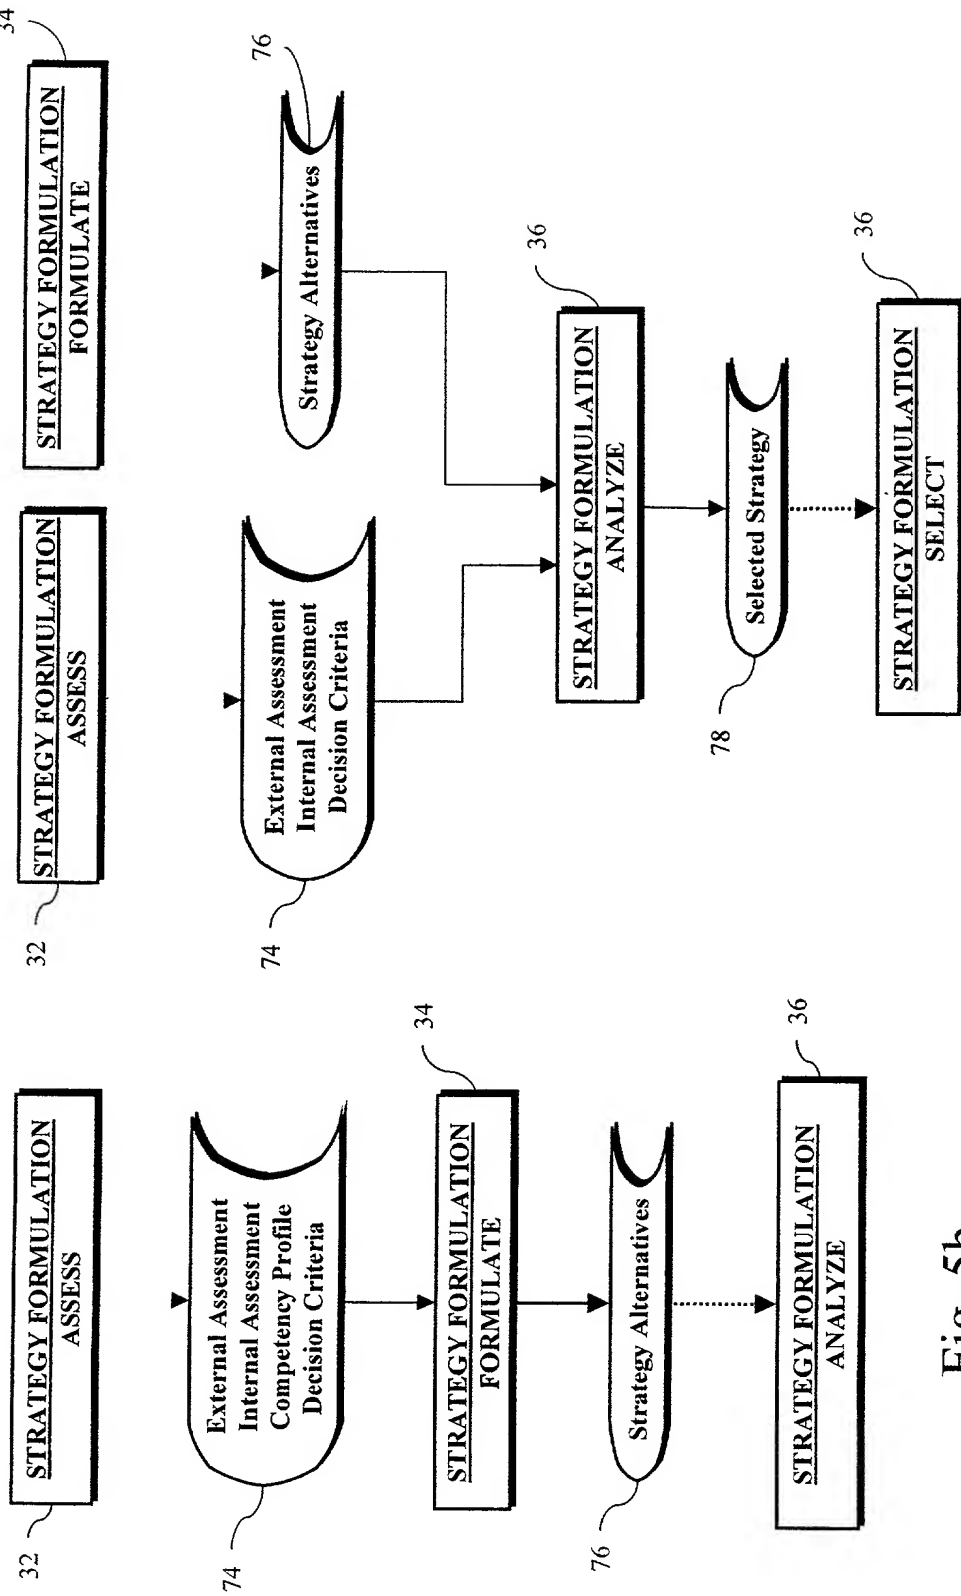 32
STRATEGY FORMULATION
ASSESS
74
External Assessment
Internal Assessment
Competency Profile
Decision Criteria
34
STRATEGY FORMULATION
FORMULATE
76
Strategy Alternatives
36
STRATEGY FORMULATION
ANALYZE
Fig. 5b
32
STRATEGY FORMULATION
ASSESS
34
STRATEGY FORMULATION
FORMULATE
74
External Assessment
Internal Assessment
Decision Criteria
76
Strategy Alternatives
36
STRATEGY FORMULATION
ANALYZE
78
Selected Strategy
36
STRATEGY FORMULATION
SELECT